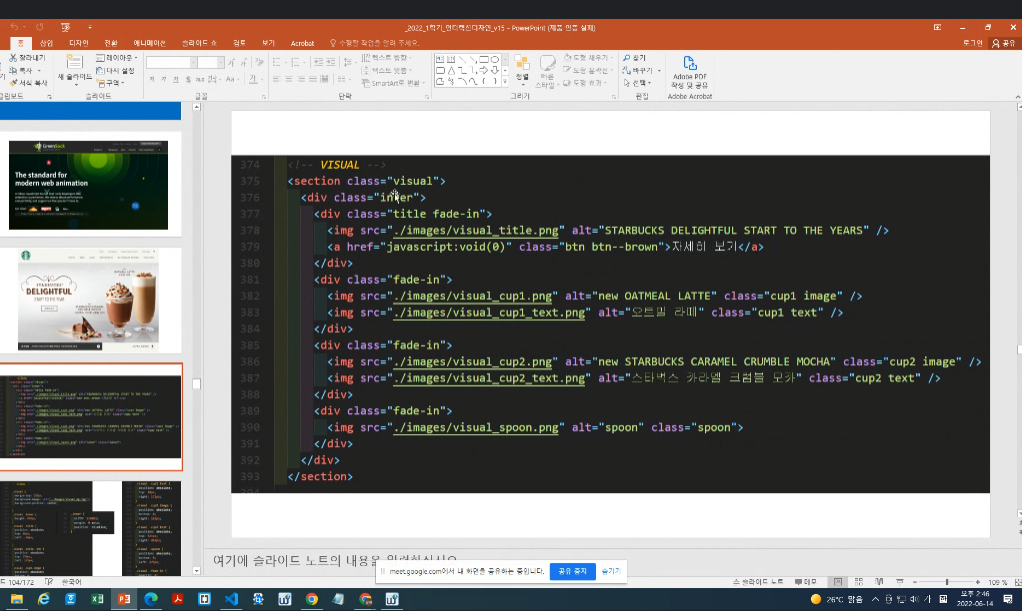 _2022_1학기_인터랙션디자인_v15 - PowerPoint (제품 인증 실패)
홈 삽입 디자인 전환 애니메이션 슬라이드 쇼 검토 보기 Acrobat 수행할 작업을 알려 주세요. 로그인 공유
잘라내기 복사 서식 복사
새 슬라이드 레이아웃 다시 설정 구역
텍스트 방향 텍스트 맞춤 SmartArt로 변환
정렬 빠른 스타일 도형 채우기 도형 윤곽선 도형 효과
찾기 바꾸기 선택
Adobe PDF 작성 및 공유
클립보드 슬라이드 글꼴 단락 그리기 편집 Adobe Acrobat
GreenSock
The standard for
modern web animation
DELIGHTFUL
START TO THE YEAR
374 <!-- VISUAL -->
375 <section class="visual">
376 <div class="inner">
377 <div class="title fade-in">
378 <img src="./images/visual_title.png" alt="STARBUCKS DELIGHTFUL START TO THE YEARS" />
379 <a href="javascript:void(0)" class="btn btn--brown">자세히 보기</a>
380 </div>
381 <div class="fade-in">
382 <img src="./images/visual_cup1.png" alt="new OATMEAL LATTE" class="cup1 image" />
383 <img src="./images/visual_cup1_text.png" alt="오트밀 라떼" class="cup1 text" />
384 </div>
385 <div class="fade-in">
386 <img src="./images/visual_cup2.png" alt="new STARBUCKS CARAMEL CRUMBLE MOCHA" class="cup2 image" />
387 <img src="./images/visual_cup2_text.png" alt="스타벅스 카라멜 크럼블 모카" class="cup2 text" />
388 </div>
389 <div class="fade-in">
390 <img src="./images/visual_spoon.png" alt="spoon" class="spoon">
391 </div>
392 </div>
393 </section>
여기에 슬라이드 노트의 내용을 입력하십시오
meet.google.com에서 내 화면을 공유하는 중입니다. 공유 중지 숨기기
드 104/172 한국어 슬라이드 노트 메모 109 %
26°C 맑음 가 오후 2:46
2022-06-14